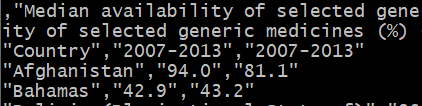 ,"Median availability of selected gene
ity of selected generic medicines (%)
"Country","2007-2013","2007-2013"
"Afghanistan","94.0","81.1"
"Bahamas","42.9","43.2"